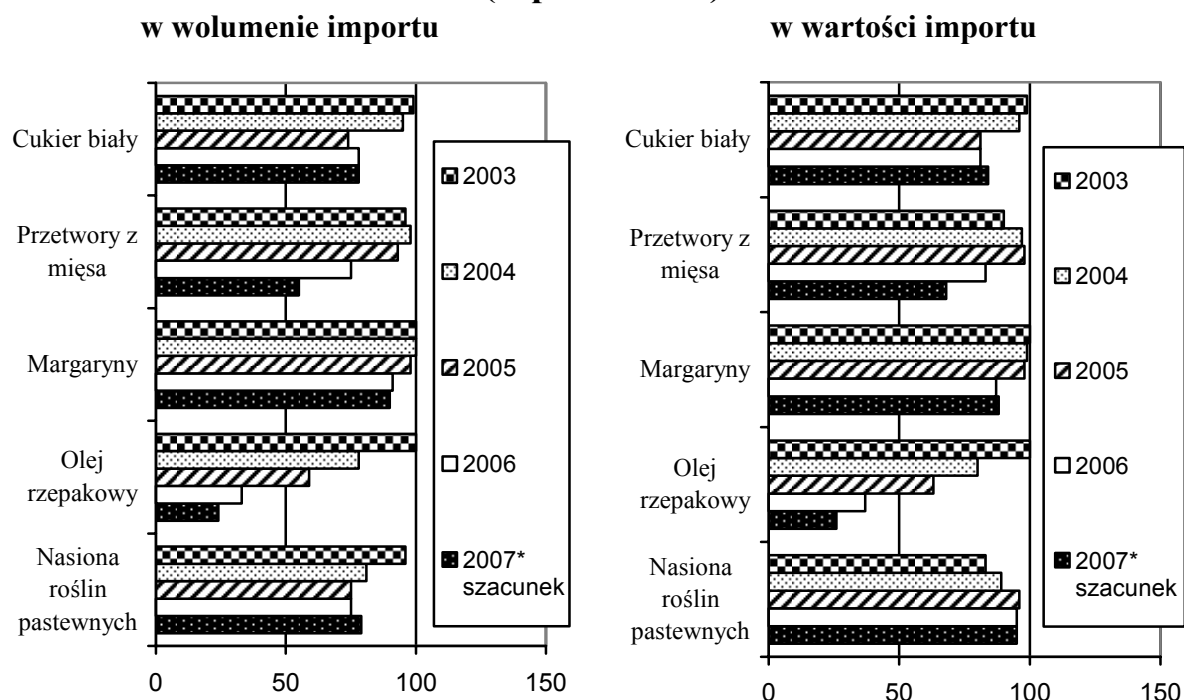 w wolumenie importu
w wartości importu
Cukier biały
Przetwory z
mięsa
Margaryny
Olej
rzepakowy
Nasiona
roślin
pastewnych
2003
2004
2005
2006
2007*
szacunek
0 50 100 150
Cukier biały
Przetwory z
mięsa
Margaryny
Olej
rzepakowy
Nasiona
roślin
pastewnych
2003
2004
2005
2006
2007*
szacunek
0 50 100 150